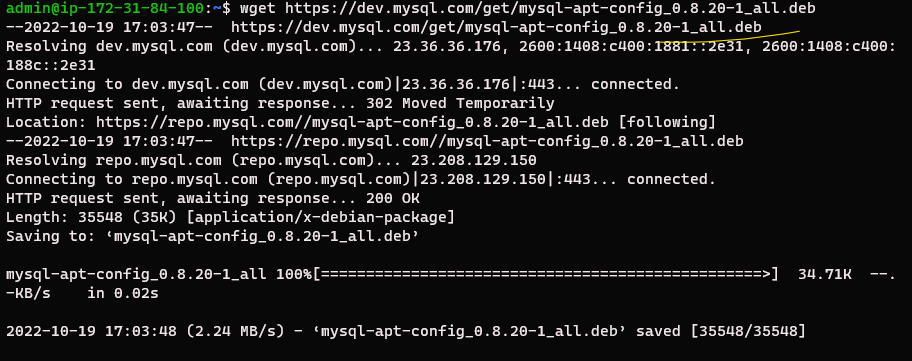 admin@ip-172-31-84-100:~$ wget https://dev.mysql.com/get/mysql-apt-config_0.8.20-1_all.deb
--2022-10-19 17:03:47--  https://dev.mysql.com/get/mysql-apt-config_0.8.20-1_all.deb
Resolving dev.mysql.com (dev.mysql.com)... 23.36.36.176, 2600:1408:c400:1881::2e31, 2600:1408:c400:
188c::2e31
Connecting to dev.mysql.com (dev.mysql.com)|23.36.36.176|:443... connected.
HTTP request sent, awaiting response... 302 Moved Temporarily
Location: https://repo.mysql.com//mysql-apt-config_0.8.20-1_all.deb [following]
--2022-10-19 17:03:47--  https://repo.mysql.com//mysql-apt-config_0.8.20-1_all.deb
Resolving repo.mysql.com (repo.mysql.com)... 23.208.129.150
Connecting to repo.mysql.com (repo.mysql.com)|23.208.129.150|:443... connected.
HTTP request sent, awaiting response... 200 OK
Length: 35548 (35K) [application/x-debian-package]
Saving to: ‘mysql-apt-config_0.8.20-1_all.deb’
mysql-apt-config_0.8.20-1_all 100%[=================================================>]  34.71K  --.
-KB/s    in 0.02s
2022-10-19 17:03:48 (2.24 MB/s) - ‘mysql-apt-config_0.8.20-1_all.deb’ saved [35548/35548]